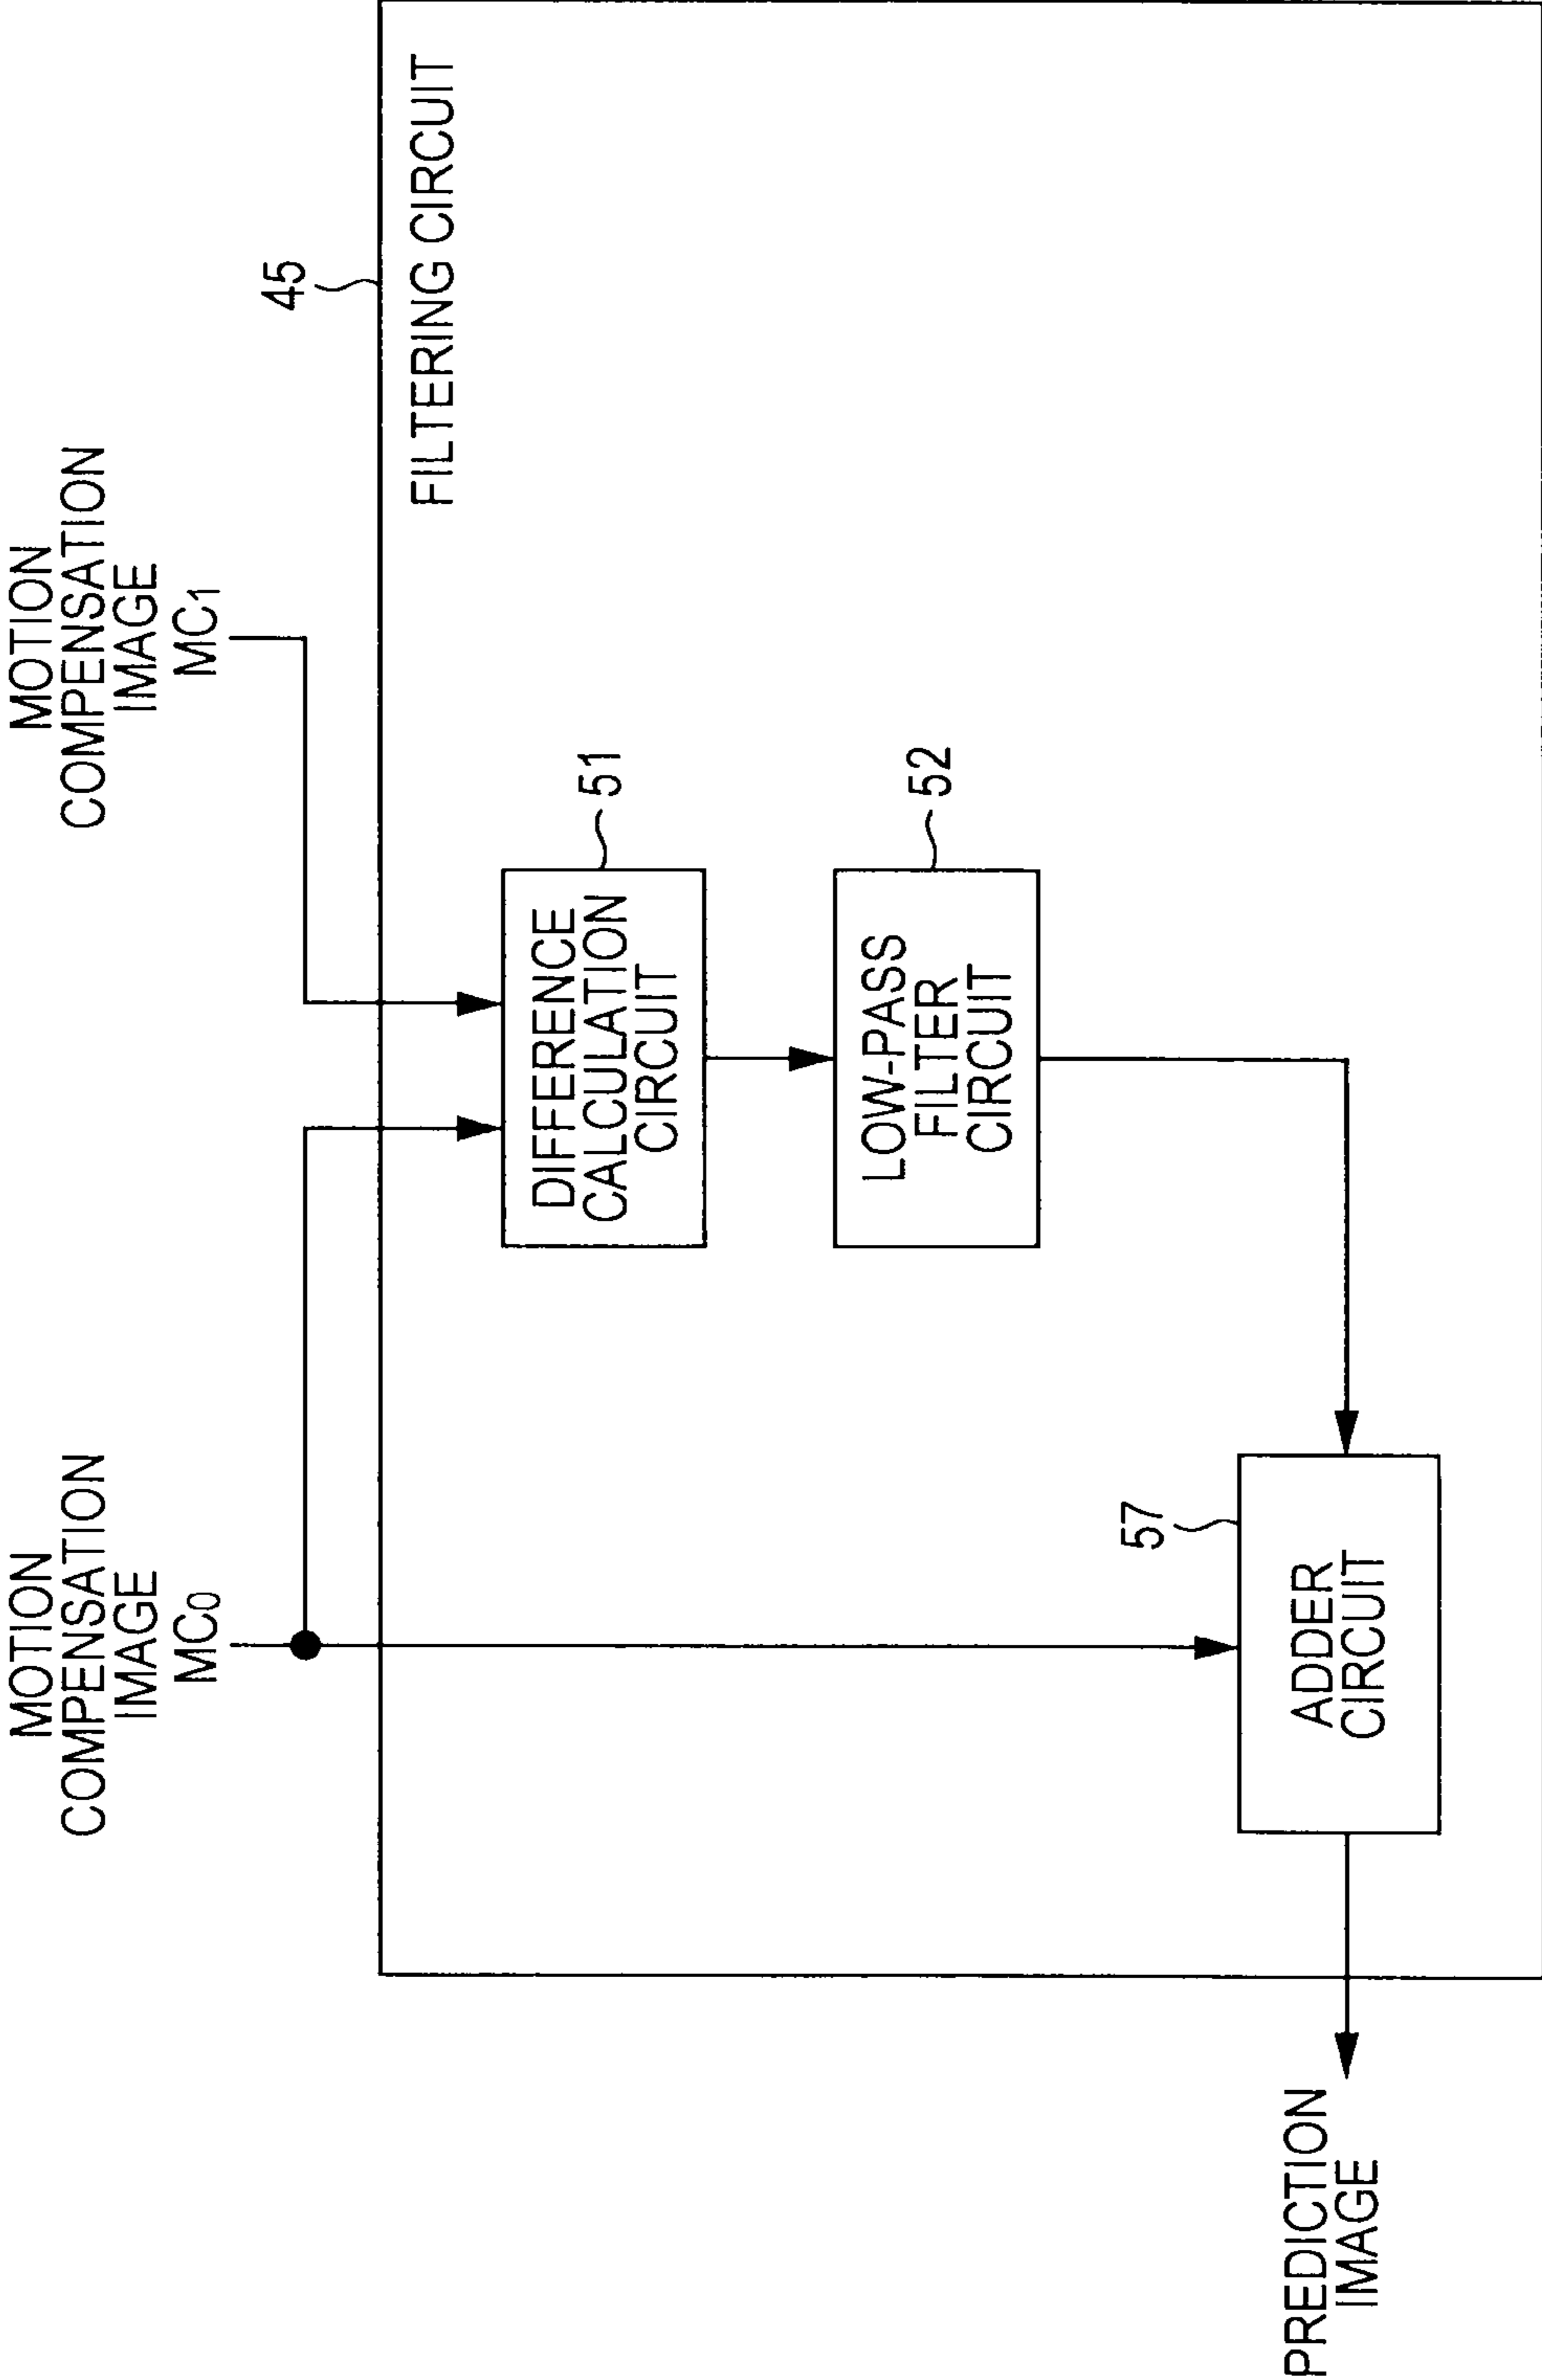 MOTION
COMPENSATION
IMAGE
MC0
MOTION
COMPENSATION
IMAGE
MC1
45
FILTERING CIRCUIT
DIFFERENCE
CALCULATION
CIRCUIT
51
LOW-PASS
FILTER
CIRCUIT
52
57
ADDER
CIRCUIT
PREDICTION
IMAGE